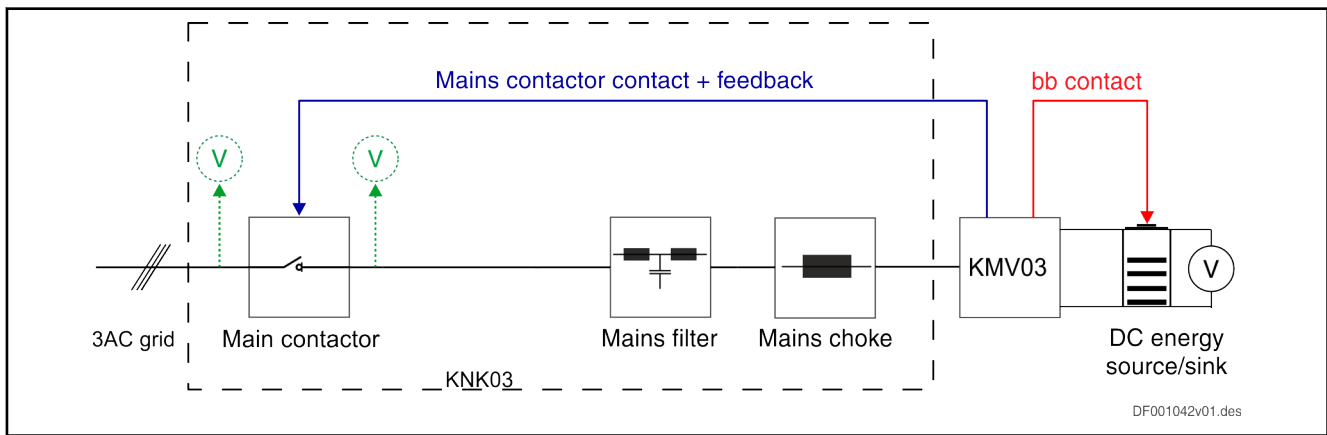 Mains contactor contact + feedback
bb contact
V
V
KMV03
V
3AC grid
Main contactor
Mains filter
Mains choke
DC energy
source/sink
KNK03
DF001042v01.des